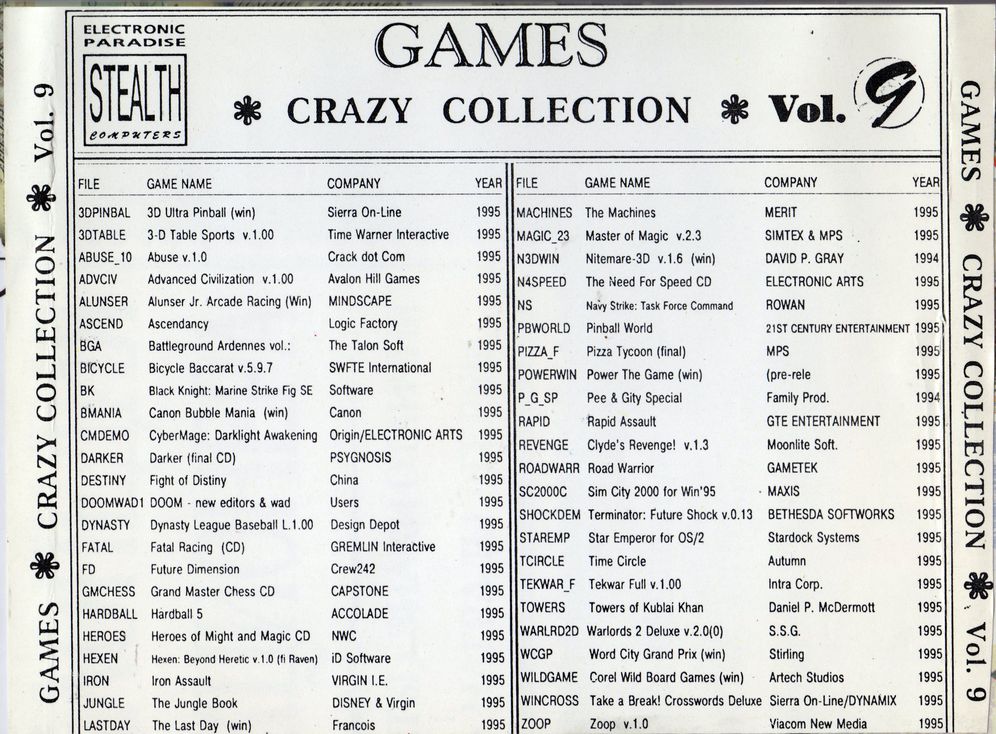 ELECTRONIC
PARADISE
STEALTH
COMPUTERS
GAMES
CRAZY COLLECTION Vol. 9
GAMES CRAZY COLLECTION Vol. 9
FILE GAME NAME COMPANY YEAR
3DPINBAL 3D Ultra Pinball (win) Sierra On-Line 1995
3DTABLE 3-D Table Sports v.1.00 Time Warner Interactive 1995
ABUSE_10 Abuse v.1.0 Crack dot Com 1995
ADVCIV Advanced Civilization v.1.00 Avalon Hill Games 1995
ALUNSER Alunser Jr. Arcade Racing (Win) MINDSCAPE 1995
ASCEND Ascendancy Logic Factory 1995
BGA Battleground Ardennes vol.: The Talon Soft 1995
BICYCLE Bicycle Baccarat v.5.9.7 SWFTE International 1995
BK Black Knight: Marine Strike Fig SE Software 1995
BMANIA Canon Bubble Mania (win) Canon 1995
CMDEMO CyberMage: Darklight Awakening Origin/ELECTRONIC ARTS 1995
DARKER Darker (final CD) PSYGNOSIS 1995
DESTINY Fight of Distiny China 1995
DOOMWAD1 DOOM - new editors & wad Users 1995
DYNASTY Dynasty League Baseball L.1.00 Design Depot 1995
FATAL Fatal Racing (CD) GREMLIN Interactive 1995
FD Future Dimension Crew242 1995
GMCHESS Grand Master Chess CD CAPSTONE 1995
HARDBALL Hardball 5 ACCOLADE 1995
HEROES Heroes of Might and Magic CD NWC 1995
HEXEN Hexen: Beyond Heretic v.1.0 (fi Raven) iD Software 1995
IRON Iron Assault VIRGIN I.E. 1995
JUNGLE The Jungle Book DISNEY & Virgin 1995
LASTDAY The Last Day (win) Francois 1995
FILE GAME NAME COMPANY YEAR
MACHINES The Machines MERIT 1995
MAGIC_23 Master of Magic v.2.3 SIMTEX & MPS 1995
N3DWIN Nitemare-3D v.1.6 (win) DAVID P. GRAY 1994
N4SPEED The Need For Speed CD ELECTRONIC ARTS 1995
NS Navy Strike: Task Force Command ROWAN 1995
PBWORLD Pinball World 21ST CENTURY ENTERTAINMENT 1995
PIZZA_F Pizza Tycoon (final) MPS 1995
POWERWIN Power The Game (win) (pre-rele 1995
P_G_SP Pee & Gity Special Family Prod. 1994
RAPID Rapid Assault GTE ENTERTAINMENT 1995
REVENGE Clyde's Revenge! v.1.3 Moonlite Soft. 1995
ROADWARR Road Warrior GAMETEK 1995
SC2000C Sim City 2000 for Win'95 MAXIS 1995
SHOCKDEM Terminator: Future Shock v.0.13 BETHESDA SOFTWORKS 1995
STAREMP Star Emperor for OS/2 Stardock Systems 1995
TCIRCLE Time Circle Autumn 1995
TEKWAR_F Tekwar Full v.1.00 Intra Corp. 1995
TOWERS Towers of Kublai Khan Daniel P. McDermott 1995
WARLRD2D Warlords 2 Deluxe v.2.0(0) S.S.G. 1995
WCGP Word City Grand Prix (win) Stirling 1995
WILDGAME Corel Wild Board Games (win) Artech Studios 1995
WINCROSS Take a Break! Crosswords Deluxe Sierra On-Line/DYNAMIX 1995
ZOOP Zoop v.1.0 Viacom New Media 1995
GAMES CRAZY COLLECTION Vol. 9